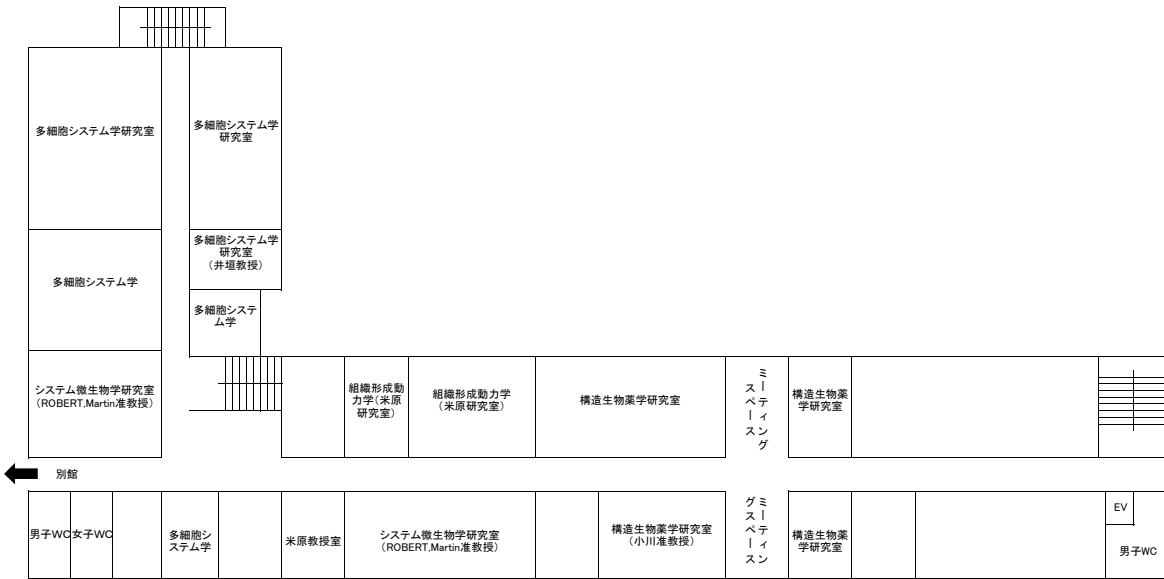 多細胞システム学研究室
多細胞システム学
研究室
多細胞システム学
研究室
(井垣教授)
多細胞システム学
多細胞システ
ム学
システム微生物学研究室
(ROBERT,Martin准教授)
組織形成動
力学(米原
研究室)
組織形成動力学
(米原研究室)
構造生物薬学研究室
ミーティング
スペース
構造生物薬
学研究室
別館
男子WC
女子WC
多細胞シ
ステム学
米原教授室
システム微生物学研究室
(ROBERT,Martin准教授)
構造生物薬学研究室
(小川准教授)
ミーティン
グスペース
構造生物薬
学研究室
EV
男子WC